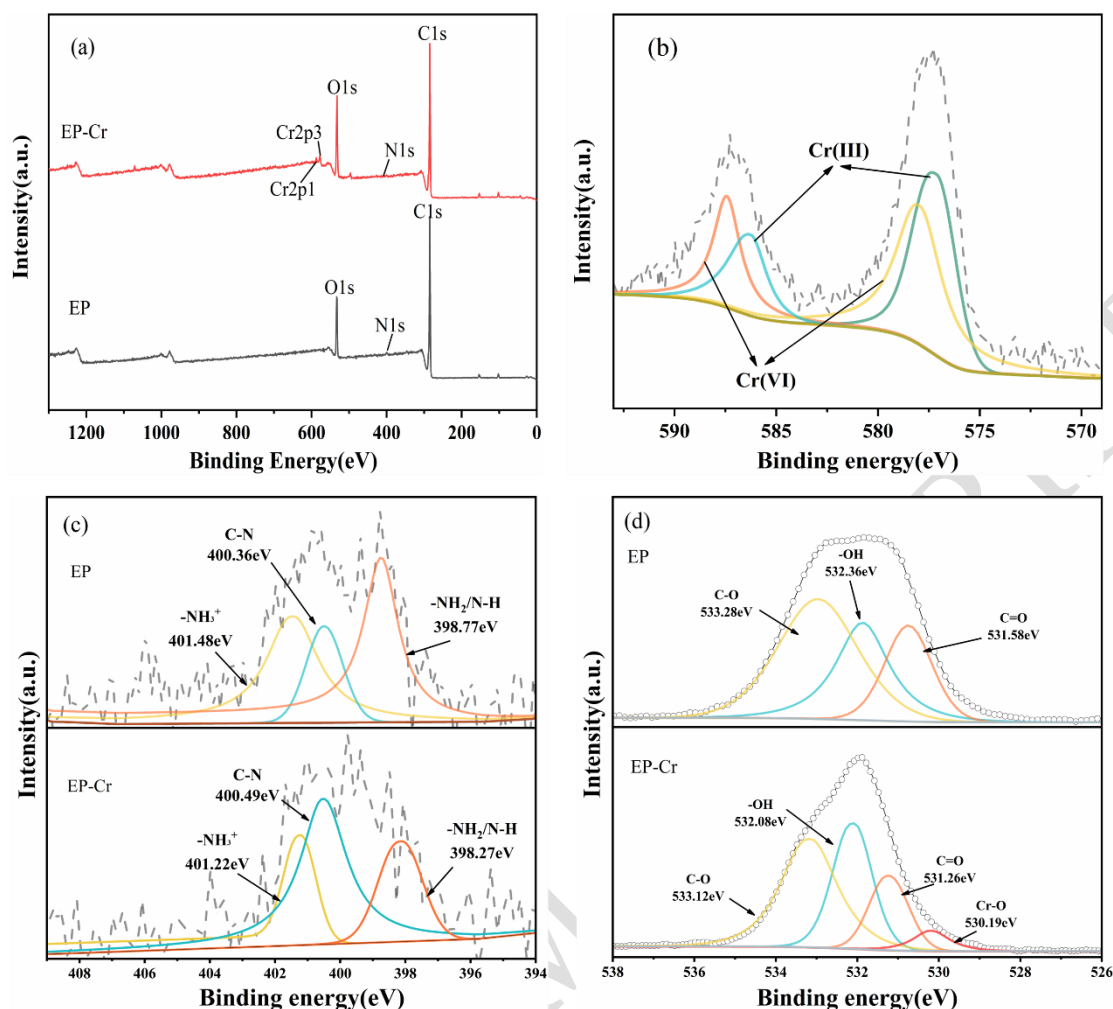 (a)
C1s
O1s
EP-Cr
Cr2p3
Cr2p1
N1s
C1s
O1s
EP
N1s
Intensity(a.u.)
1200 1000 800 600 400 200 0
Binding Energy(eV)
(b)
Cr(III)
Cr(VI)
Intensity(a.u.)
590 585 580 575 570
Binding energy(eV)
(c)
EP
C-N
400.36eV
-NH₃⁺
401.48eV
-NH₂/N-H
398.77eV
EP-Cr
C-N
400.49eV
-NH₃⁺
401.22eV
-NH₂/N-H
398.27eV
Intensity(a.u.)
408 406 404 402 400 398 396 394
Binding energy(eV)
(d)
EP
C-O
533.28eV
-OH
532.36eV
C=O
531.58eV
EP-Cr
-OH
532.08eV
C-O
533.12eV
C=O
531.26eV
Cr-O
530.19eV
Intensity(a.u.)
538 536 534 532 530 528 526
Binding energy(eV)